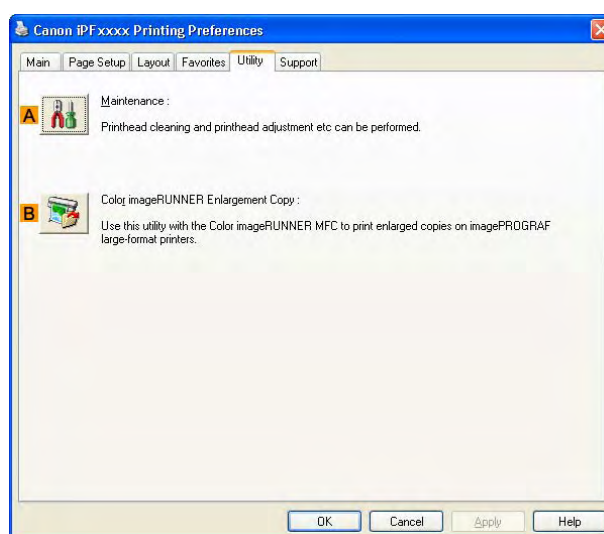 Canon iPFxxxx Printing Preferences
Main Page Setup Layout Favorites Utility Support
A
Maintenance :
Printhead cleaning and printhead adjustment etc can be performed.
B
Color imageRUNNER Enlargement Copy :
Use this utility with the Color imageRUNNER MFC to print enlarged copies on imagePROGRAF
large-format printers.
OK Cancel Apply Help